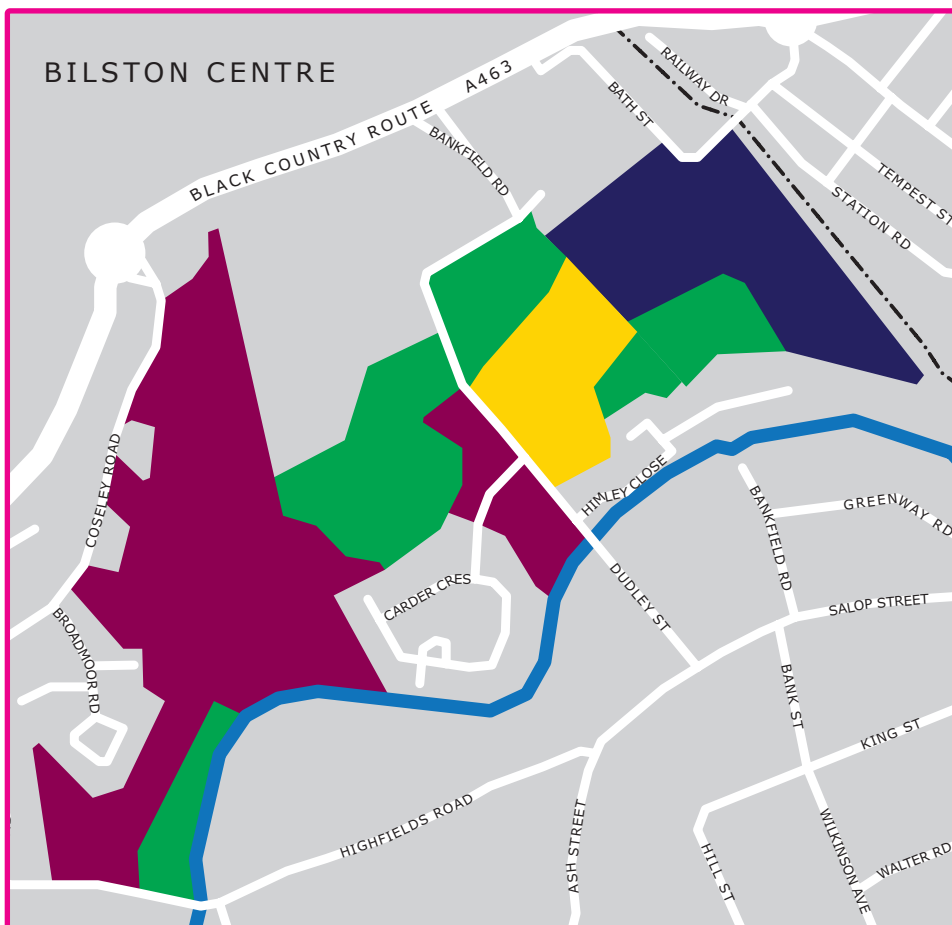 BILSTON CENTRE
BLACK COUNTRY ROUTE
A463
RAILWAY DR
BATH ST
BANKFIELD RD
TEMPEST ST
STATION RD
COSELEY ROAD
HIMLEY CLOSE
BANKFIELD RD
GREENWAY RD
CARDER CRES
DUDLEY ST
SALOP STREET
BROADMOOR RD
BANK ST
KING ST
HIGHFIELDS ROAD
ASH STREET
HILL ST
WILKINSON AVE
WALTER RD